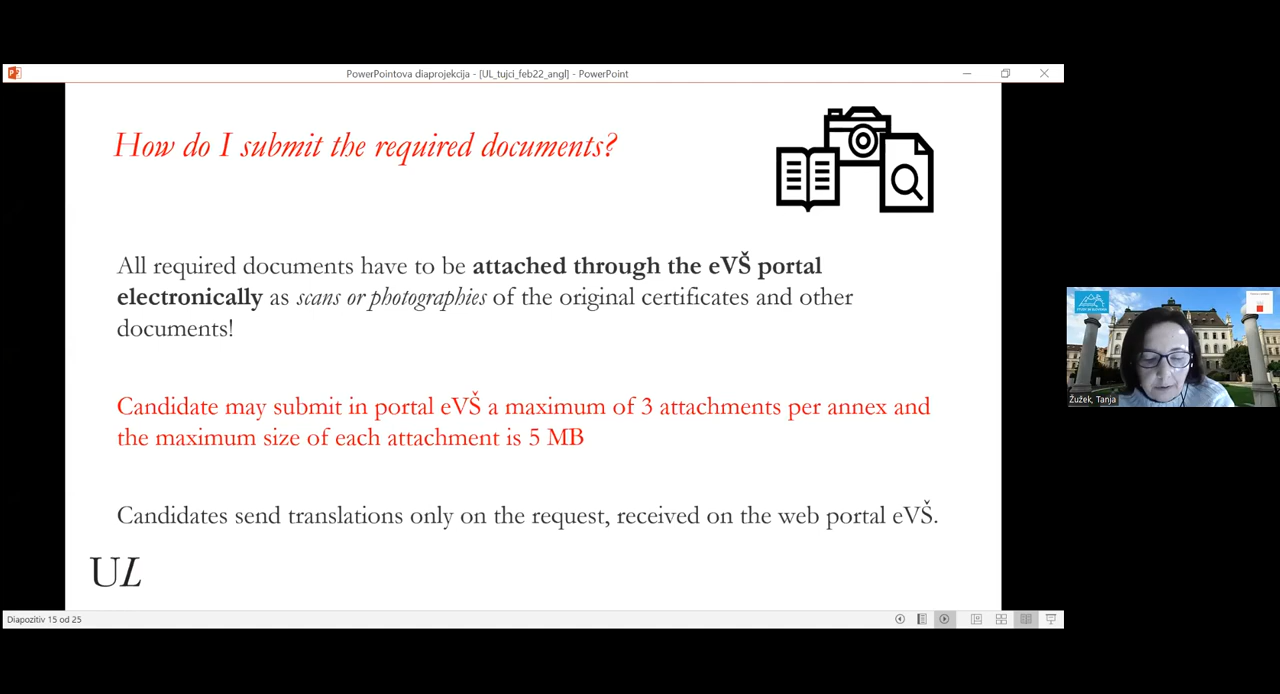 PowerPointova diaprojekcija - [UL_tujci_feb22_angl] - PowerPoint
How do I submit the required documents?
All required documents have to be attached through the eVŠ portal
electronically as scans or photographies of the original certificates and other
documents!
Candidate may submit in portal eVŠ a maximum of 3 attachments per annex and
the maximum size of each attachment is 5 MB
Candidates send translations only on the request, received on the web portal eVŠ.
UL
Diapozitiv 15 od 25
Žužek, Tanja